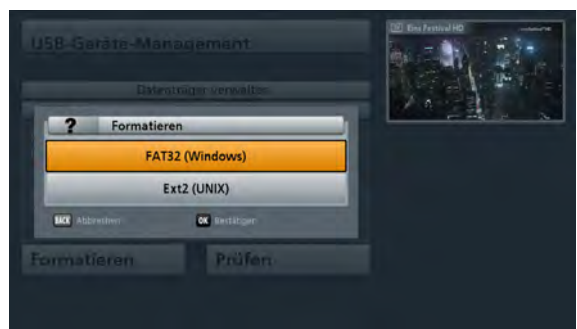 USB-Geräte-Management
Eins Festival HD
Datenträger verwalten
? Formatieren
FAT32 (Windows)
Ext2 (UNIX)
BACK Abbrechen
OK Bestätigen
Formatieren
Prüfen